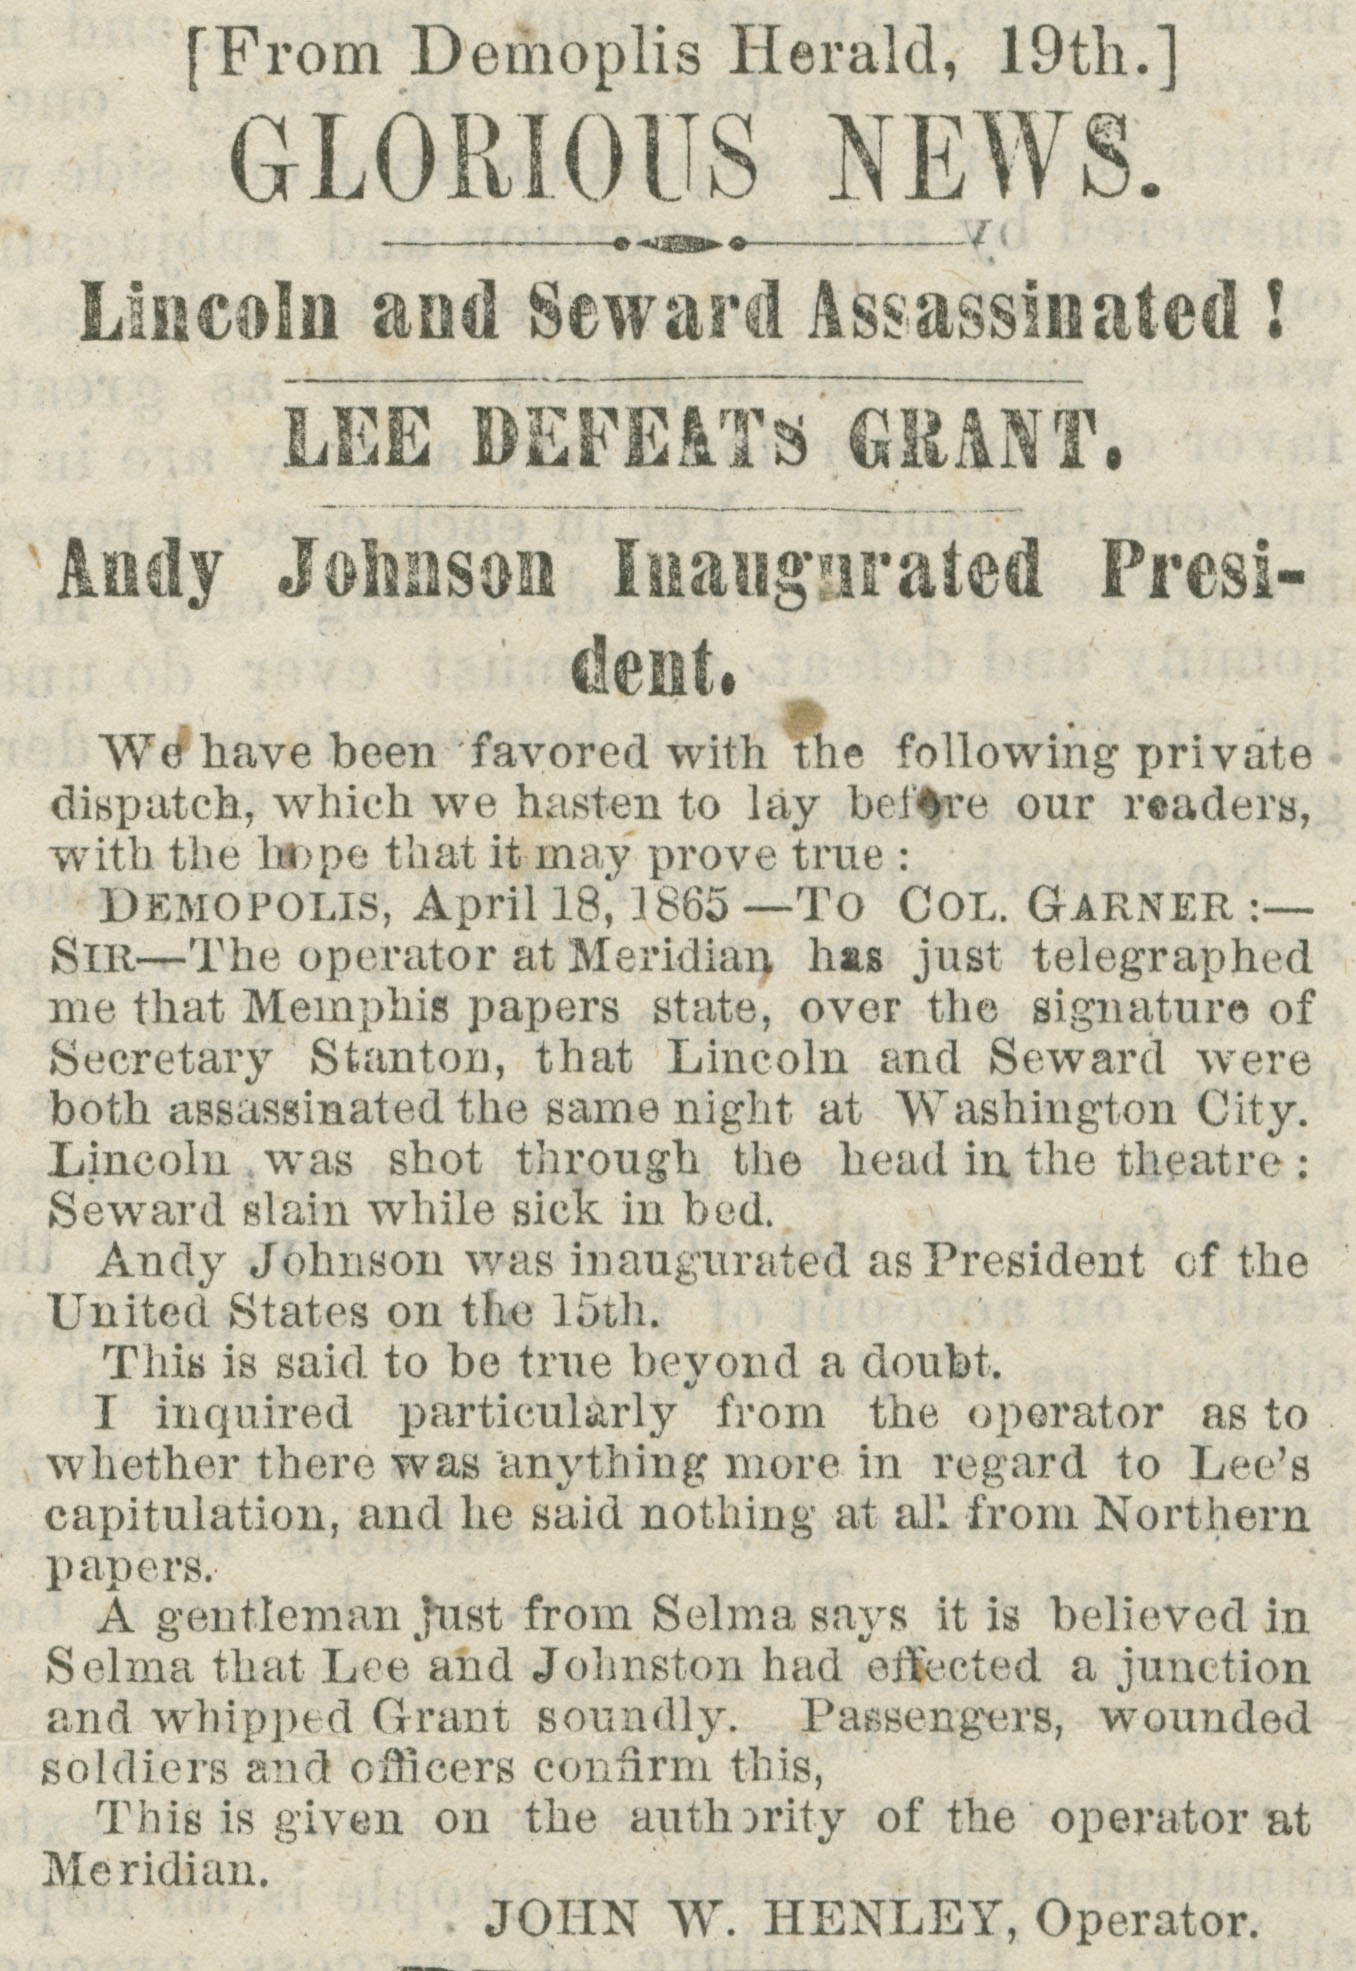 [From Demoplis Herald, 19th.]
GLORIOUS NEWS.
Lincoln and Seward Assassinated!
LEE DEFEATS GRANT.
Andy Johnson Inaugurated Presi-
dent.
We have been favored with the following private
dispatch, which we hasten to lay before our readers,
with the hope that it may prove true:
DEMOPOLIS, April 18, 1865—TO COL. GARNER:—
SIR—The operator at Meridian has just telegraphed
me that Memphis papers state, over the signature of
Secretary Stanton, that Lincoln and Seward were
both assassinated the same night at Washington City.
Lincoln was shot through the head in the theatre:
Seward slain while sick in bed.
Andy Johnson was inaugurated as President of the
United States on the 15th.
This is said to be true beyond a doubt.
I inquired particularly from the operator as to
whether there was anything more in regard to Lee's
capitulation, and he said nothing at all from Northern
papers.
A gentleman just from Selma says it is believed in
Selma that Lee and Johnston had effected a junction
and whipped Grant soundly. Passengers, wounded
soldiers and officers confirm this,
This is given on the authority of the operator at
Meridian.
JOHN W. HENLEY, Operator.